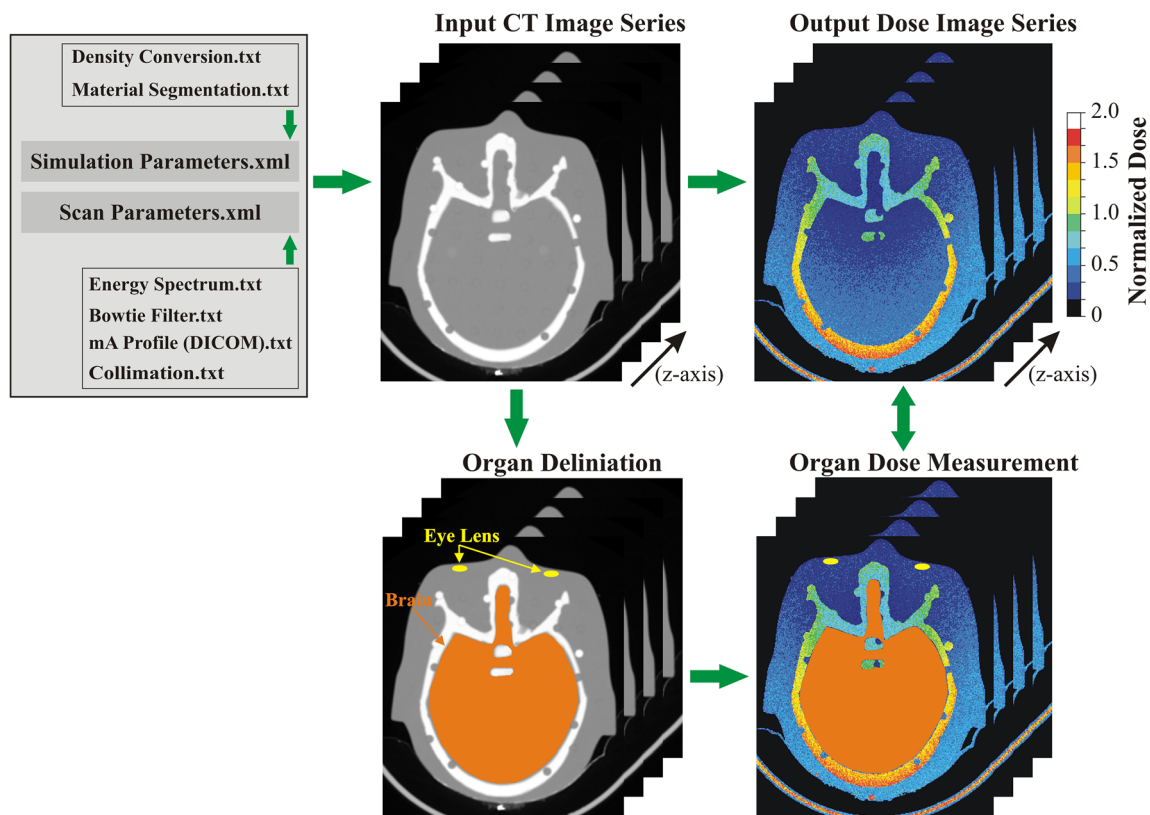 Density Conversion.txt
Material Segmentation.txt
Simulation Parameters.xml
Scan Parameters.xml
Energy Spectrum.txt
Bowtie Filter.txt
mA Profile (DICOM).txt
Collimation.txt
Input CT Image Series
(z-axis)
Output Dose Image Series
(z-axis)
2.0
1.5
1.0
0.5
0
Normalized Dose
Organ Deliniation
Eye Lens
Brain
Organ Dose Measurement